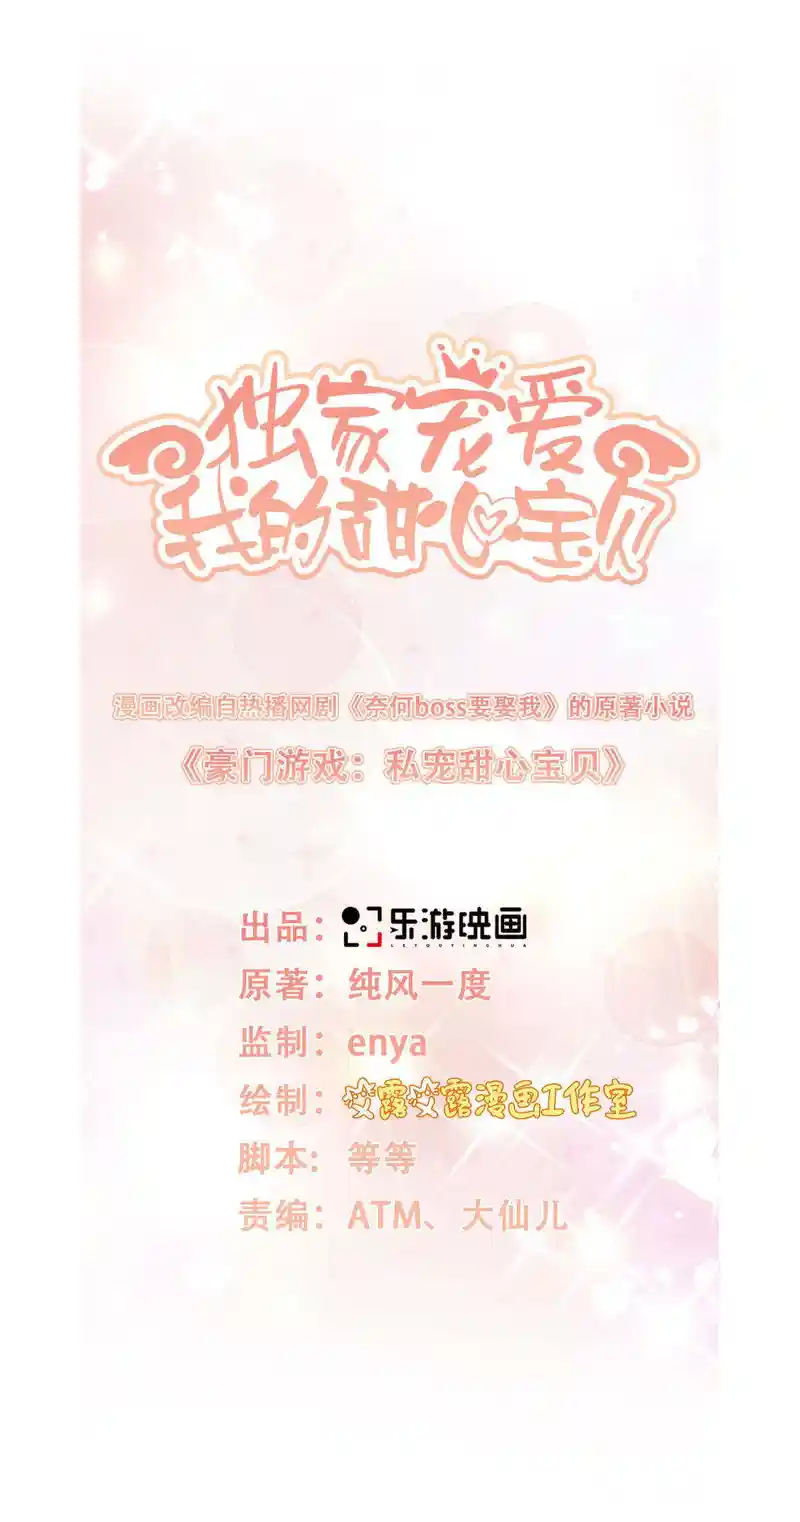 独家宠爱
我的甜心宝贝
漫画改编自热播网剧《奈何boss要娶我》的原著小说
《豪门游戏：私宠甜心宝贝》
出品：乐游映画
LEYOUYINGHUA
原著：纯风一度
监制：enya
绘制：咬露咬露漫画工作室
脚本：等等
责编：ATM、大仙儿